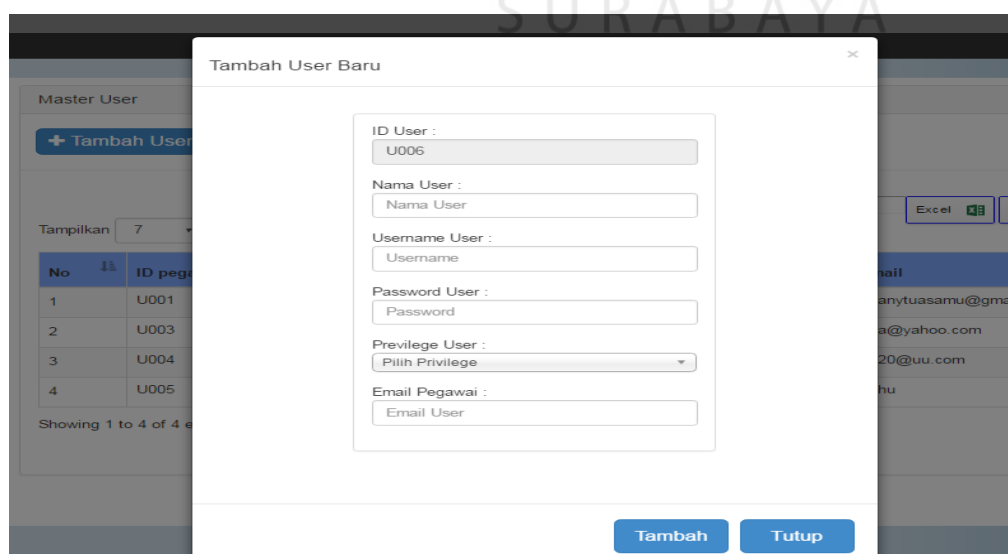 SURABAYA
Tambah User Baru
×
Master User
Tambah User
ID User :
U006
Nama User :
Nama User
Excel
Tampilkan 7
Username User :
Username
No ID pega mail
Password User :
Password
1 U001 anytuasamu@gma
2 U003 a@yahoo.com
Previlege User :
Pilih Privilege
3 U004 20@uu.com
4 U005 hu
Email Pegawai :
Email User
Showing 1 to 4 of 4 e
Tambah Tutup